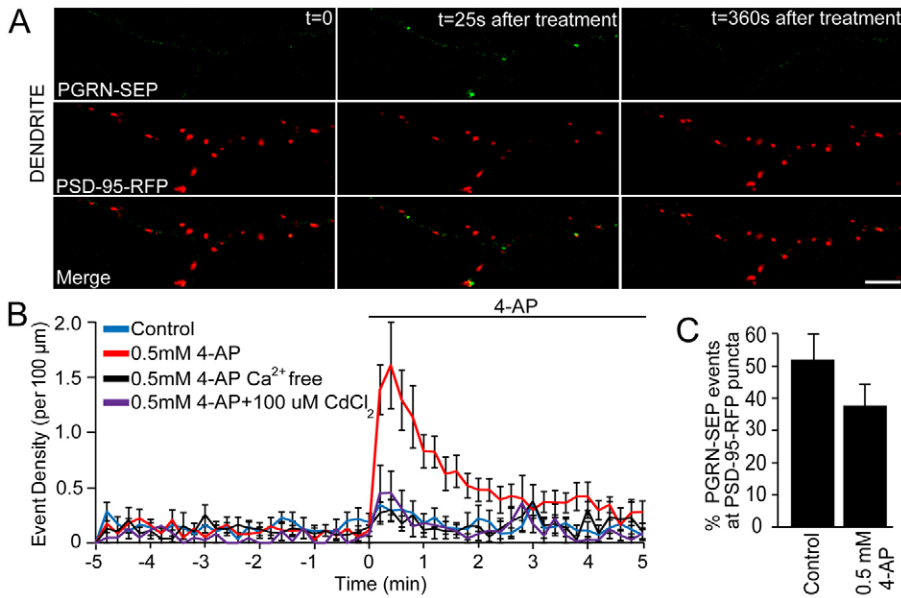 A
t=0
t=25s after treatment
t=360s after treatment
PGRN-SEP
DENDRITE
PSD-95-RFP
Merge
B
4-AP
2.0
1.5
1.0
0.5
0
Event Density (per 100 µm)
Control
0.5mM 4-AP
0.5mM 4-AP Ca2+ free
0.5mM 4-AP+100 uM CdCl2
-5
-4
-3
-2
-1
0
1
2
3
4
5
Time (min)
C
60
50
40
30
20
10
0
% PGRN-SEP events
at PSD-95-RFP puncta
Control
0.5 mM
4-AP